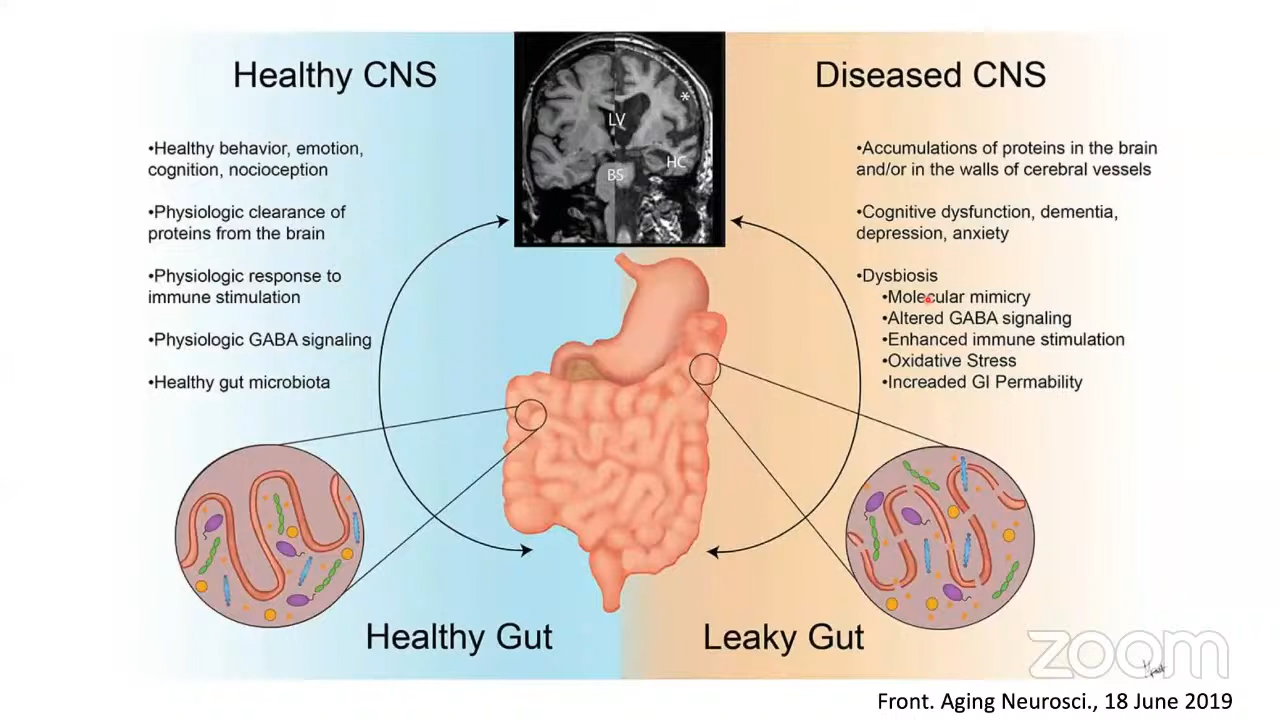 Healthy CNS
•Healthy behavior, emotion,
cognition, nocioception
•Physiologic clearance of
proteins from the brain
•Physiologic response to
immune stimulation
•Physiologic GABA signaling
•Healthy gut microbiota
LV
*
HC
BS
Diseased CNS
•Accumulations of proteins in the brain
and/or in the walls of cerebral vessels
•Cognitive dysfunction, dementia,
depression, anxiety
•Dysbiosis
•Molecular mimicry
•Altered GABA signaling
•Enhanced immune stimulation
•Oxidative Stress
•Increaded GI Permability
Healthy Gut
Leaky Gut
zoom
Front. Aging Neurosci., 18 June 2019